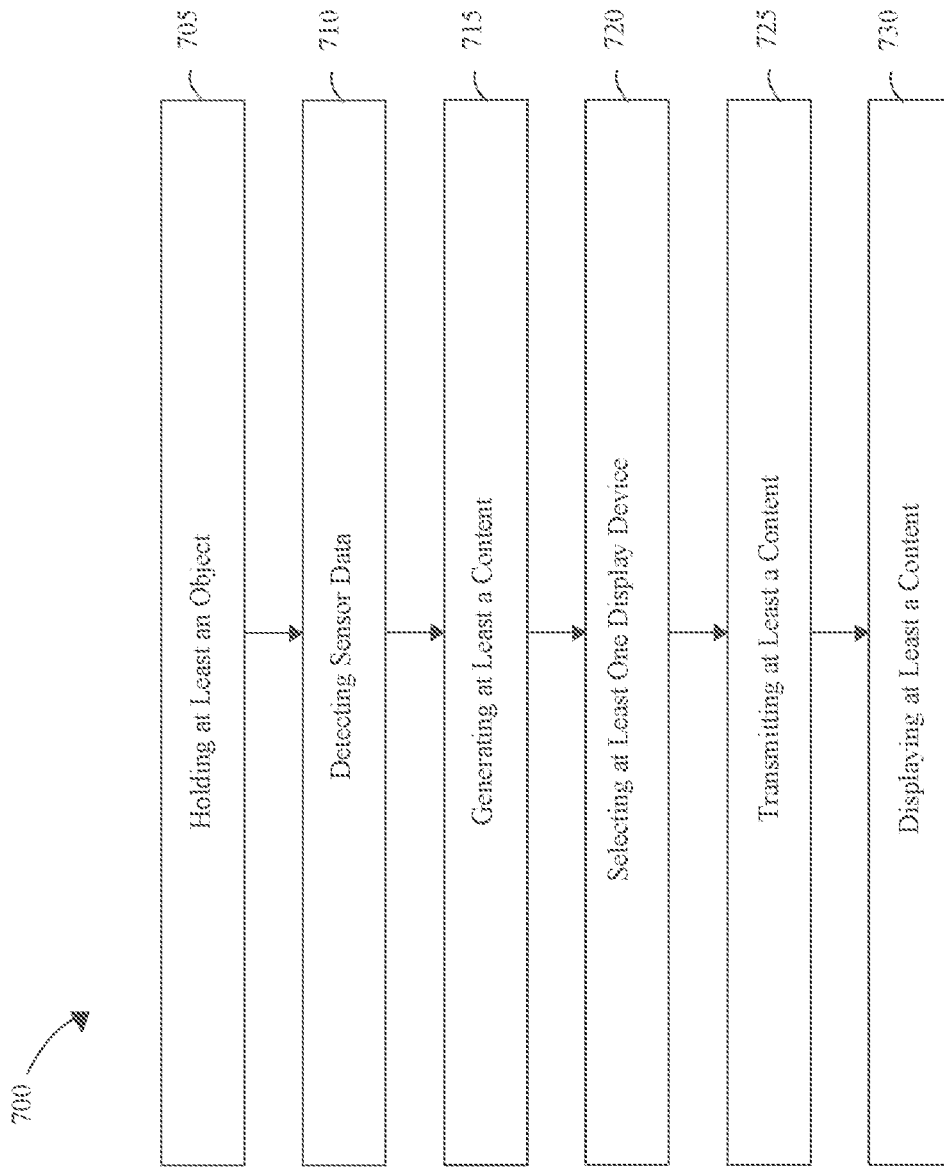 700
Holding at Least an Object
705
Detecting Sensor Data
710
Generating at Least a Content
715
Selecting at Least One Display Device
720
Transmitting at Least a Content
725
Displaying at Least a Content
730